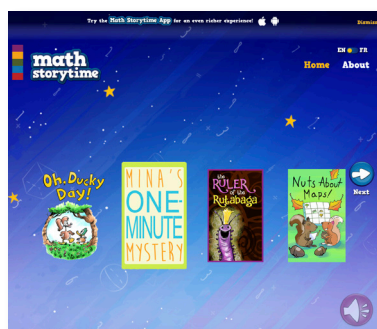 Try the Math Storytime App for an even richer experience!
Dismiss
math
storytime
EN FR
Home About
Oh, Ducky
Day!
MINA'S
ONE-
MINUTE
MYSTERY
the
RULER
of the
Rutabaga
Nuts About
Maps!
Next